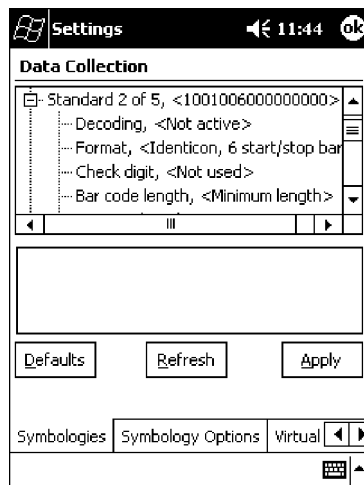 Settings 11:44 ok
Data Collection
Standard 2 of 5, <1001006000000000>
Decoding, <Not active>
Format, <Identicon, 6 start/stop bar
Check digit, <Not used>
Bar code length, <Minimum length>
Defaults Refresh Apply
Symbologies Symbology Options Virtual